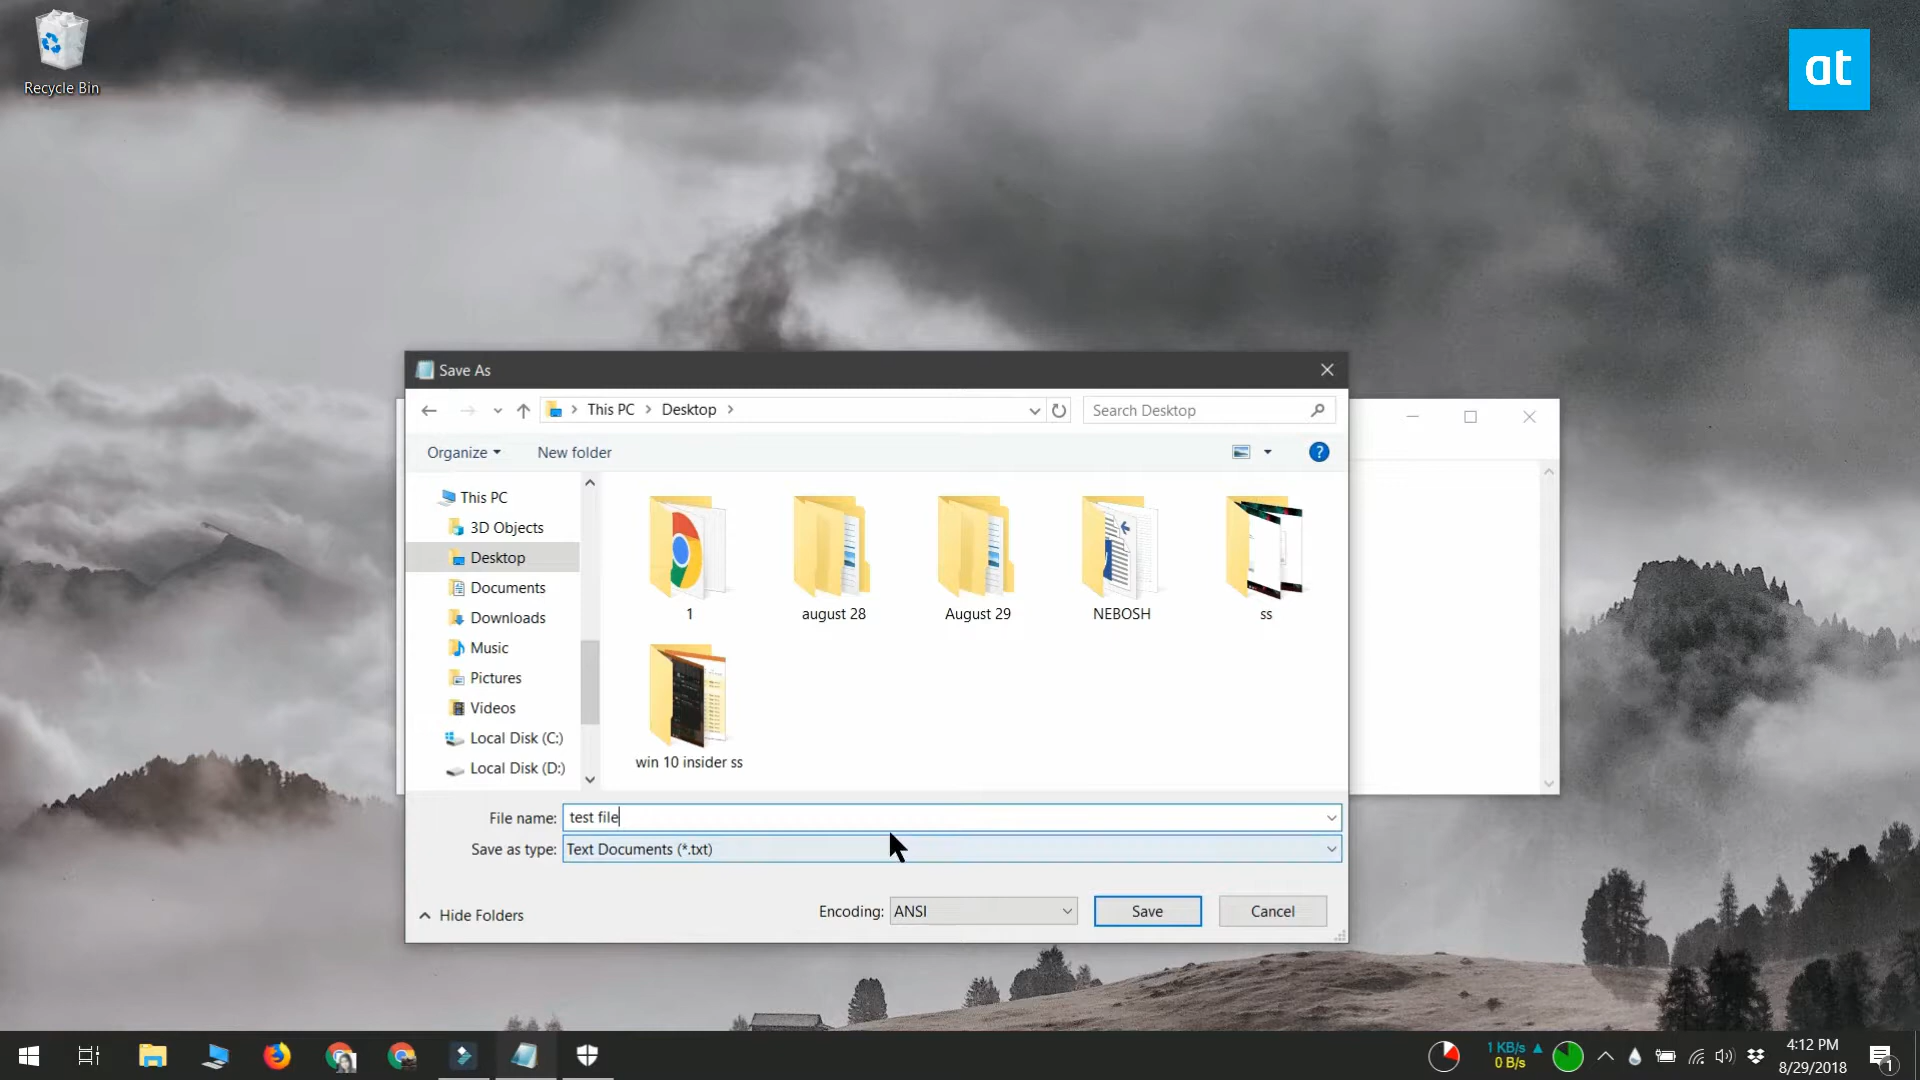 Recycle Bin
at
Save As
This PC
Desktop
Search Desktop
Organize
New folder
?
This PC
3D Objects
Desktop
Documents
Downloads
Music
Pictures
Videos
Local Disk (C:)
Local Disk (D:)
1
august 28
August 29
NEBOSH
ss
win 10 insider ss
File name: test file
Save as type: Text Documents (*.txt)
Hide Folders
Encoding: ANSI
Save
Cancel
1 KB/s
0 B/s
4:12 PM
8/29/2018
1